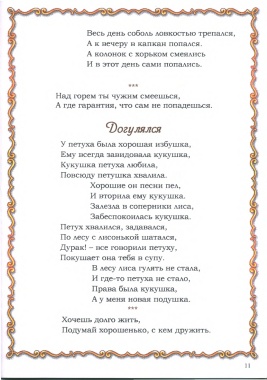 Весь день соболь ловкостью трепался,
А к вечеру и капкан попался.
А колонок с хорьком смеились
И в этот день сами попались.
***
Над горем ты чужим смеешься,
А где гарантия, что сам не попадешься.
Догулялся
У петуха была хорошая избушка,
Ему всегда завидовала кукушка,
Кукушка петуха любила,
Повсюду петушка хвалила.
Хорошие он песни пел,
И вторила ему кукушка.
Залезла в соперники лиса,
Забеспокоилась кукушка.
Петух хвалился, задавался,
По лесу с лисонькой шатался,
Дурак! – все говорили петуху,
Покушает она тебя в супу.
В лесу лиса гулять не стала,
И где-то петуха не стало,
Права была кукушка,
А у меня новая подушка.
***
Хочешь долго жить,
Подумай хорошенько, с кем дружить.
11